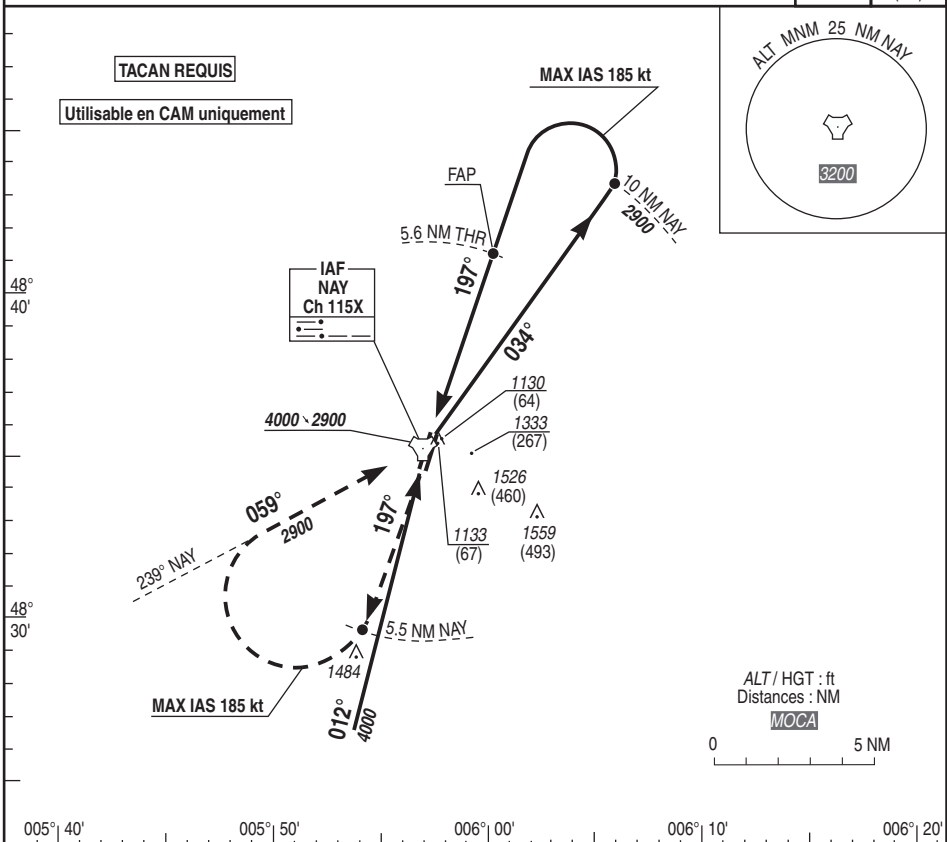 ALT MNM 25 NM NAY
3200
TACAN REQUIS
Utilisable en CAM uniquement
MAX IAS 185 kt
FAP
10 NM NAY
2900
5.6 NM THR
197°
48°
40'
IAF
NAY
Ch 115X
034°
1130
(64)
4000 2900
1333
(267)
1526
(460)
059°
2900
197°
1133
(67)
1559
(493)
239° NAY
48°
30'
5.5 NM NAY
1484
MAX IAS 185 kt
012°
4000
ALT / HGT : ft
Distances : NM
MOCA
0 5 NM
005° 40' 005° 50' 006° 00' 006° 10' 006° 20'